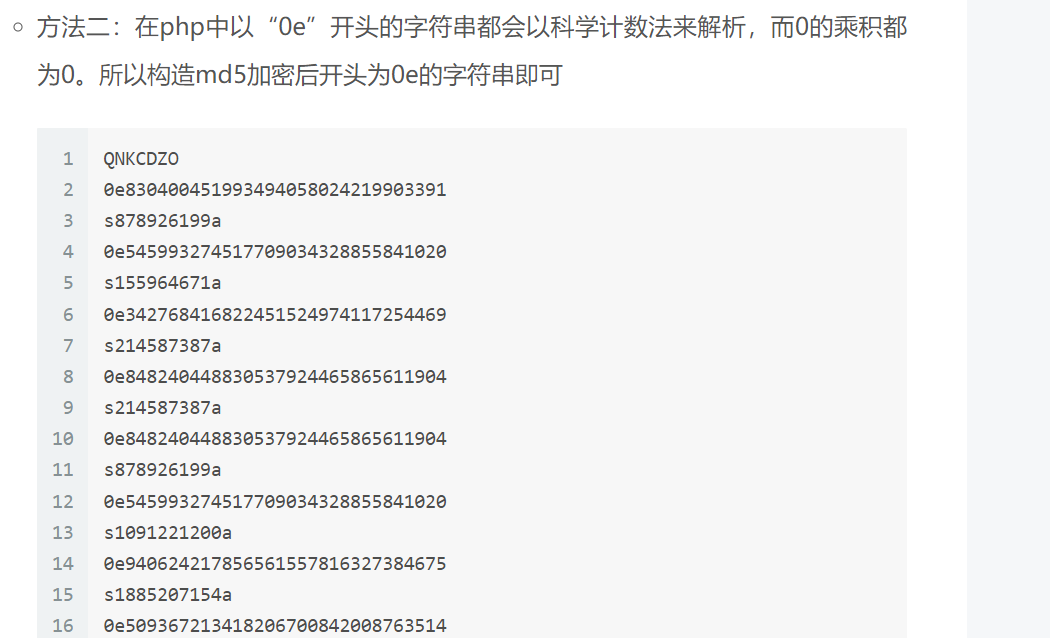 方法二：在php中以“0e”开头的字符串都会以科学计数法来解析，而0的乘积都
为0。所以构造md5加密后开头为0e的字符串即可
1 QNKCDZO
2 0e830400451993494058024219903391
3 s878926199a
4 0e545993274517709034328855841020
5 s155964671a
6 0e342768416822451524974117254469
7 s214587387a
8 0e848240448830537924465865611904
9 s214587387a
10 0e848240448830537924465865611904
11 s878926199a
12 0e545993274517709034328855841020
13 s1091221200a
14 0e940624217856561557816327384675
15 s1885207154a
16 0e509367213418206700842008763514